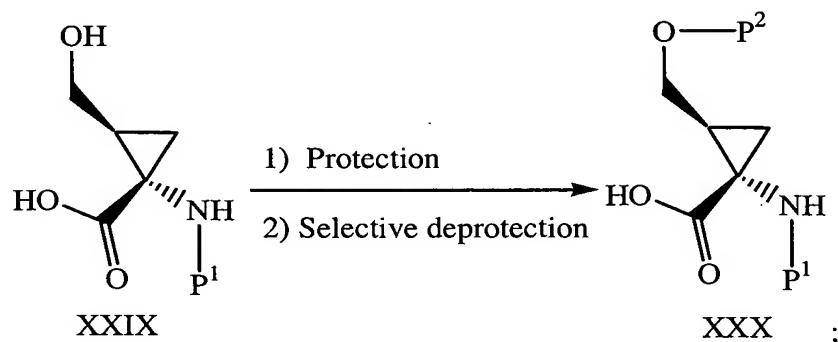 OH
O—P²
HO
NH
O
P¹
1) Protection
2) Selective deprotection
HO
NH
O
P¹
XXIX
XXX ;